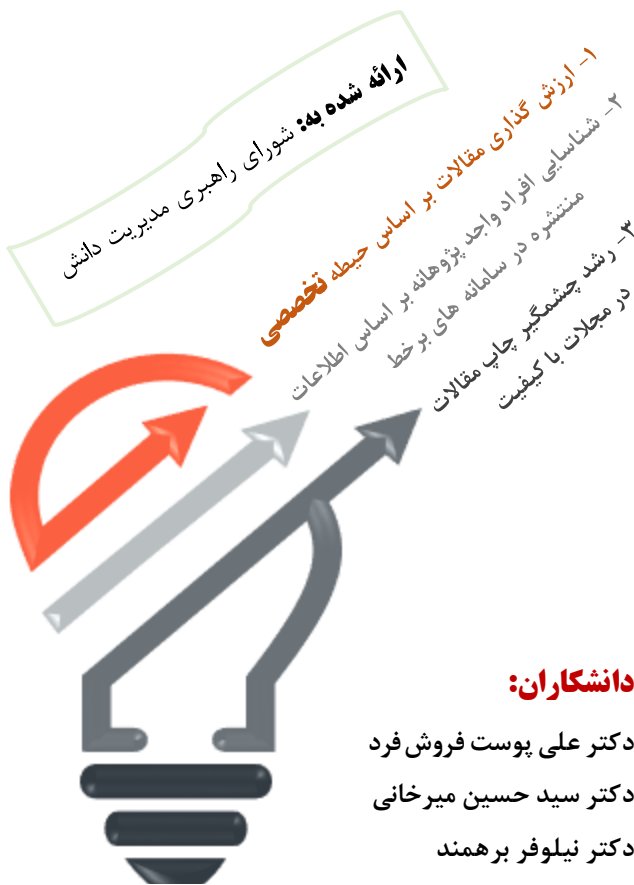 ارائه شده به: شورای راهبری مدیریت دانش
۱- ارزش گذاری مقالات بر اساس حیطه تخصصی
۲- شناسایی افراد واجد پژوهانه بر اساس اطلاعات
منتشره در سامانه های برخط
۳- رشد چشمگیر چاپ مقالات
در مجلات با کیفیت
دانشکاران:
دکتر علی پوست فروش فرد
دکتر سید حسین میرخانی
دکتر نیلوفر برهمند